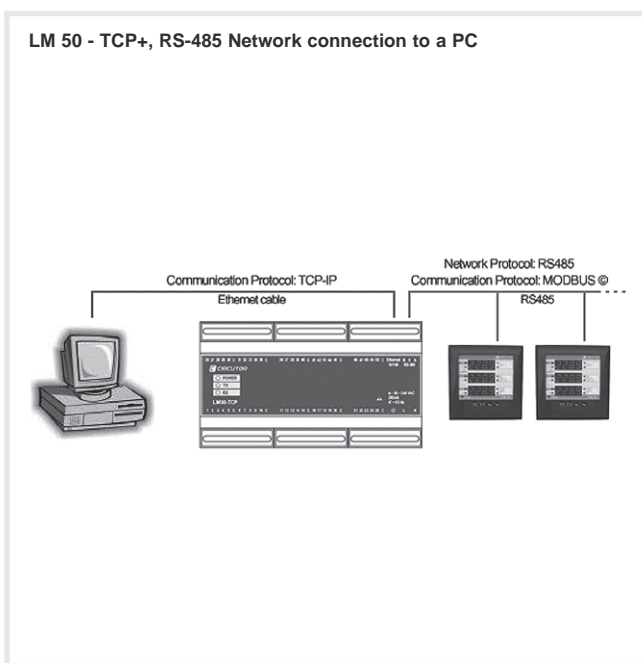 LM 50 - TCP+, RS-485 Network connection to a PC
Network Protocol: RS485
Communication Protocol: TCP-IP
Communication Protocol: MODBUS ©
Ethernet cable
RS485
CIRCUTOR
POWER
TX
RX
LM50-TCP